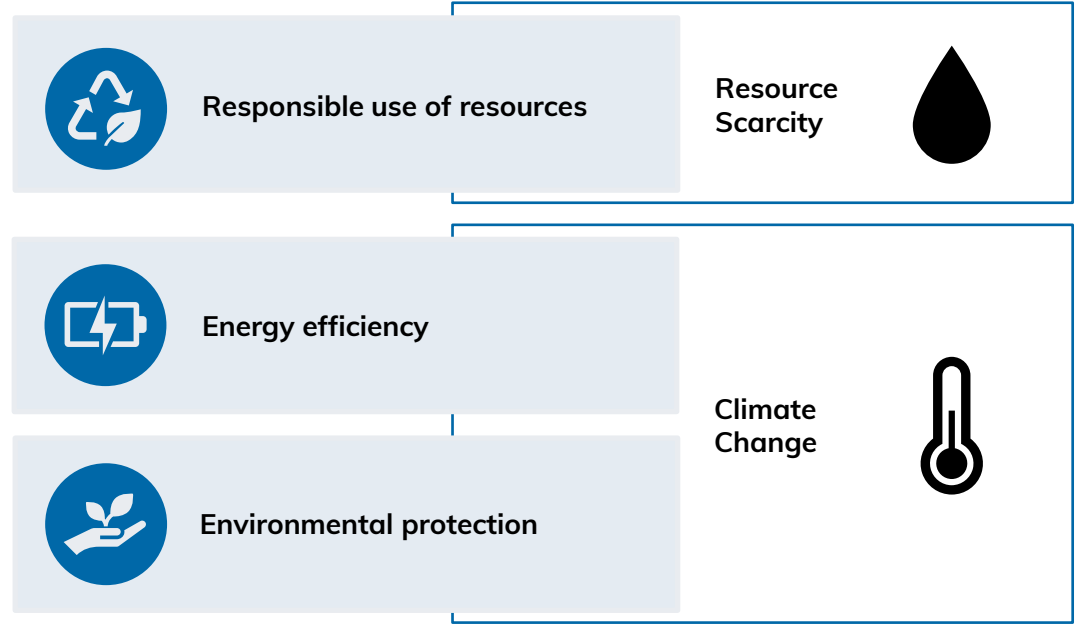 Responsible use of resources
Resource
Scarcity
Energy efficiency
Climate
Change
Environmental protection